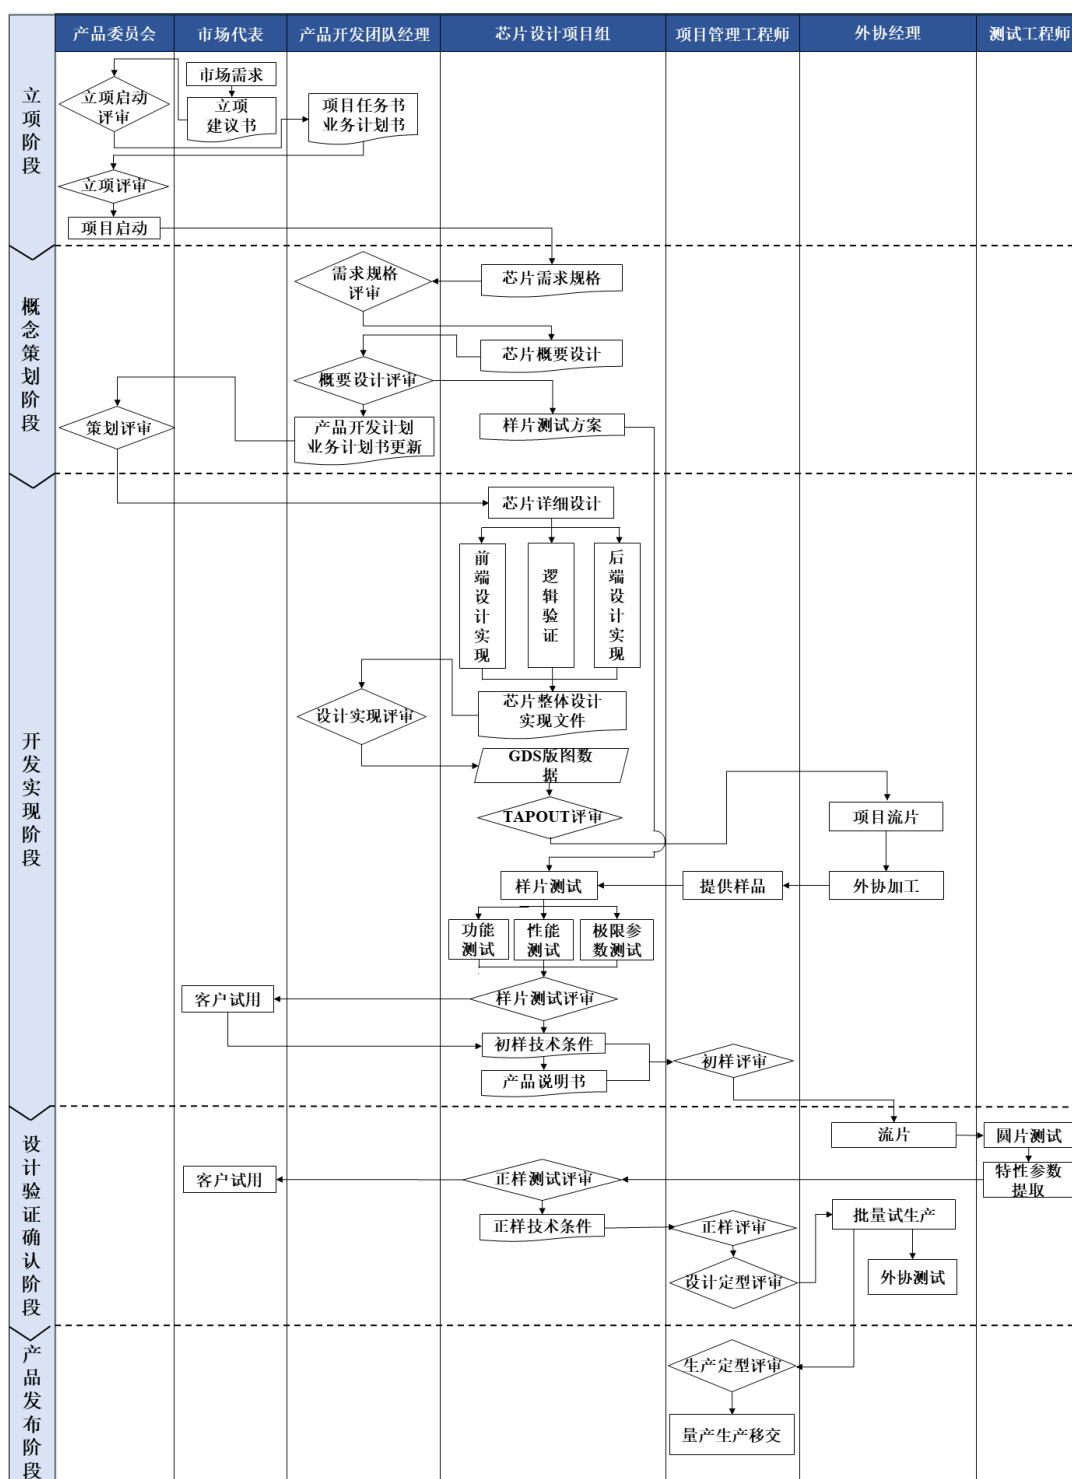 产品委员会
市场代表
产品开发团队经理
芯片设计项目组
项目管理工程师
外协经理
测试工程师
立项阶段
市场需求
立项启动
评审
立项
建议书
项目任务书
业务计划书
立项评审
项目启动
概念策划阶段
需求规格
评审
芯片需求规格
芯片概要设计
概要设计评审
策划评审
产品开发计划
业务计划书更新
样片测试方案
开发实现阶段
芯片详细设计
前端设计实现
逻辑验证
后端设计实现
设计实现评审
芯片整体设计
实现文件
GDS版图数
据
TAPOUT评审
项目流片
样片测试
提供样品
外协加工
功能
测试
性能
测试
极限参
数测试
客户试用
样片测试评审
初样技术条件
初样评审
产品说明书
设计验证确认阶段
流片
圆片测试
客户试用
正样测试评审
特性参数
提取
正样技术条件
正样评审
批量试生产
设计定型评审
外协测试
产品发布阶段
生产定型评审
量产生产移交